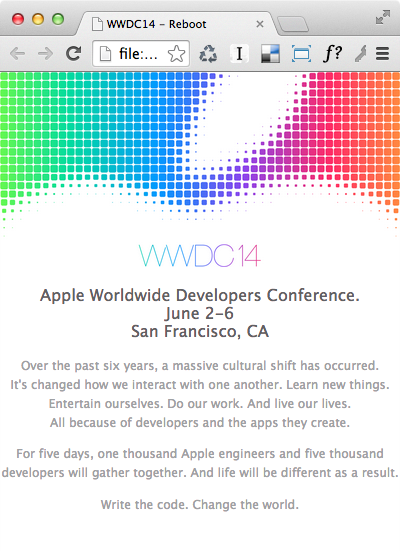 WWDC14 – Reboot
file:...
I
f?
WWDC14
Apple Worldwide Developers Conference.
June 2–6
San Francisco, CA
Over the past six years, a massive cultural shift has occurred.
It's changed how we interact with one another. Learn new things.
Entertain ourselves. Do our work. And live our lives.
All because of developers and the apps they create.
For five days, one thousand Apple engineers and five thousand
developers will gather together. And life will be different as a result.
Write the code. Change the world.